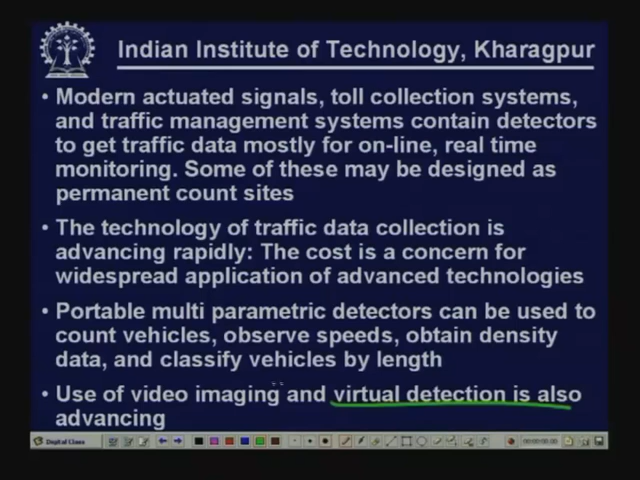 Indian Institute of Technology, Kharagpur
• Modern actuated signals, toll collection systems,
and traffic management systems contain detectors
to get traffic data mostly for on-line, real time
monitoring. Some of these may be designed as
permanent count sites
• The technology of traffic data collection is
advancing rapidly: The cost is a concern for
widespread application of advanced technologies
• Portable multi parametric detectors can be used to
count vehicles, observe speeds, obtain density
data, and classify vehicles by length
• Use of video imaging and virtual detection is also
advancing
Digital Class